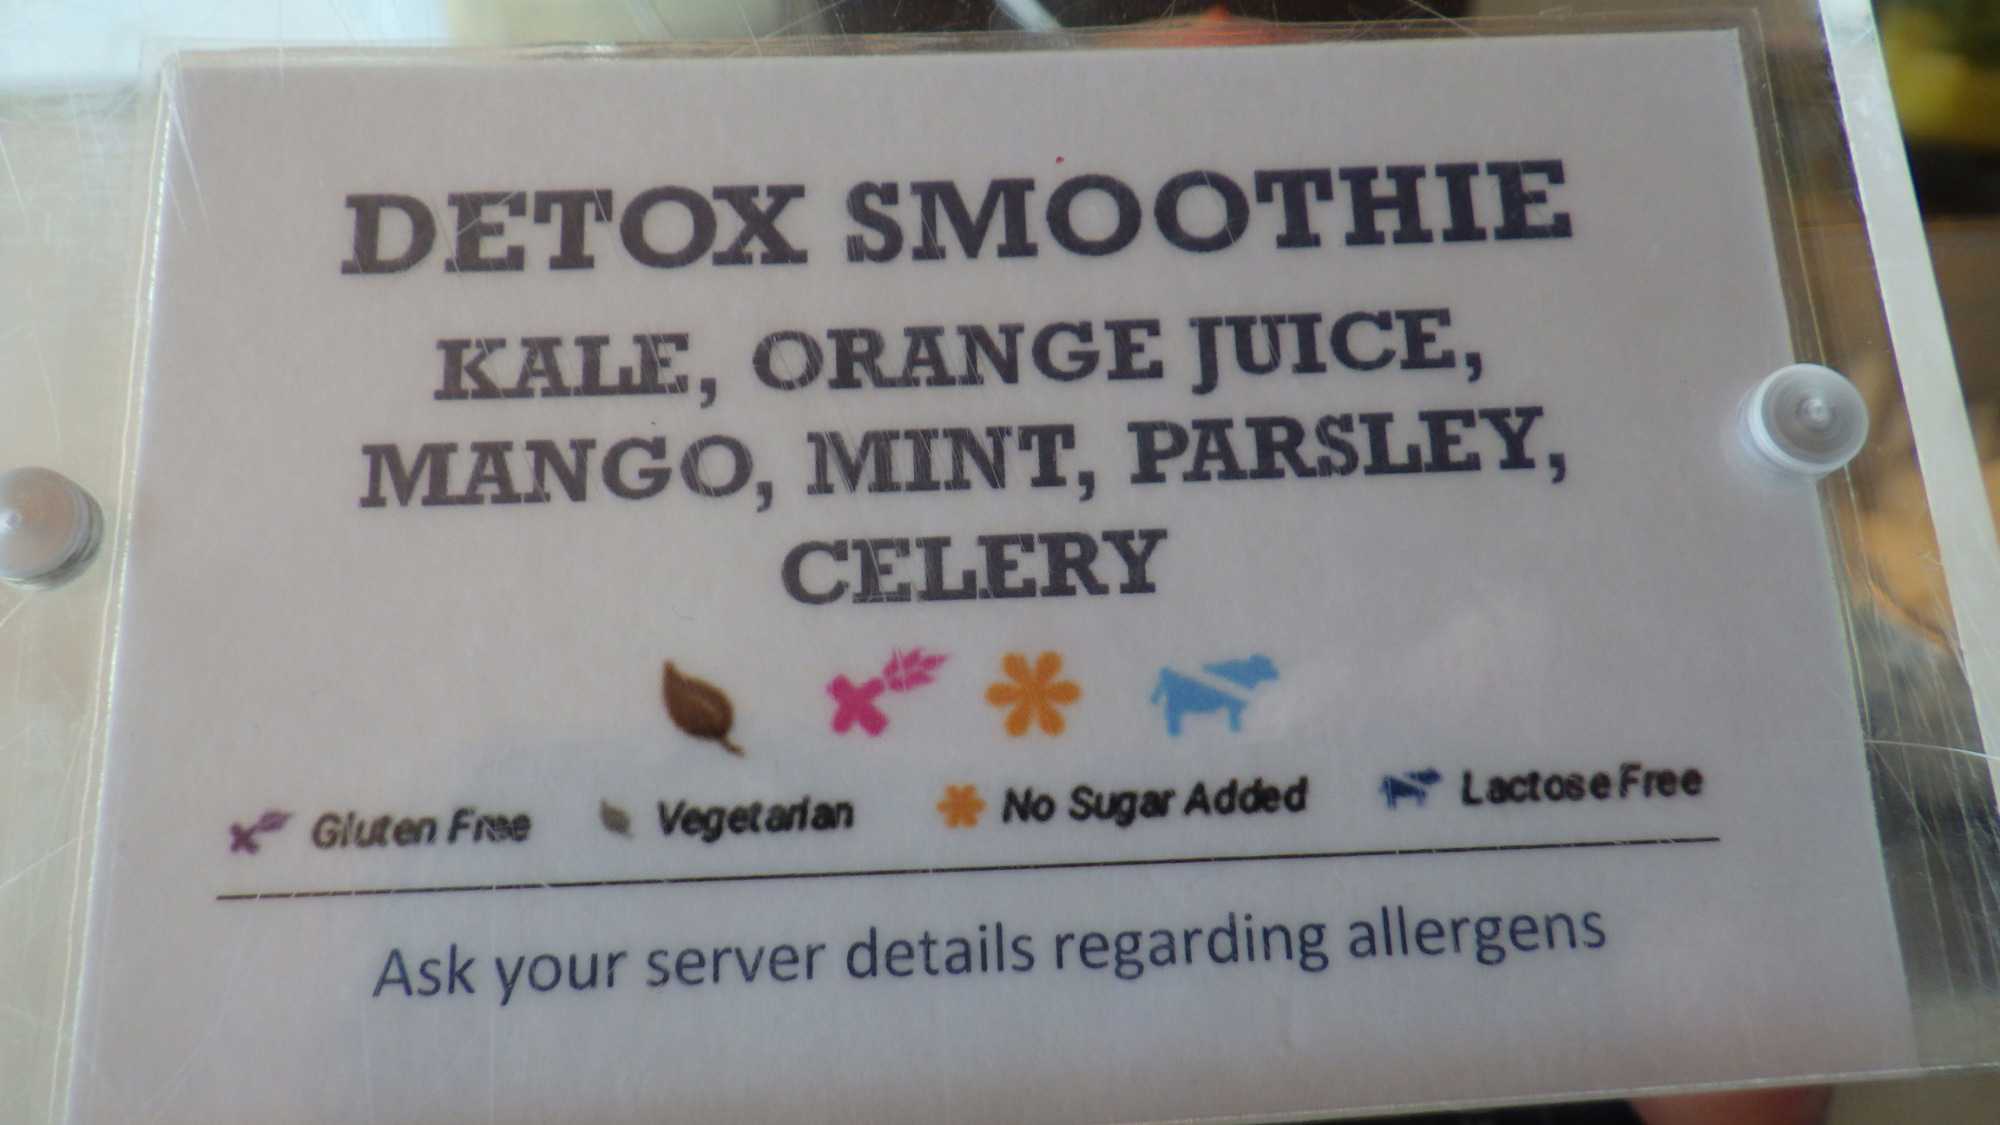 DETOX SMOOTHIE
KALE, ORANGE JUICE,
MANGO, MINT, PARSLEY,
CELERY
Gluten Free Vegetarian No Sugar Added Lactose Free
Ask your server details regarding allergens